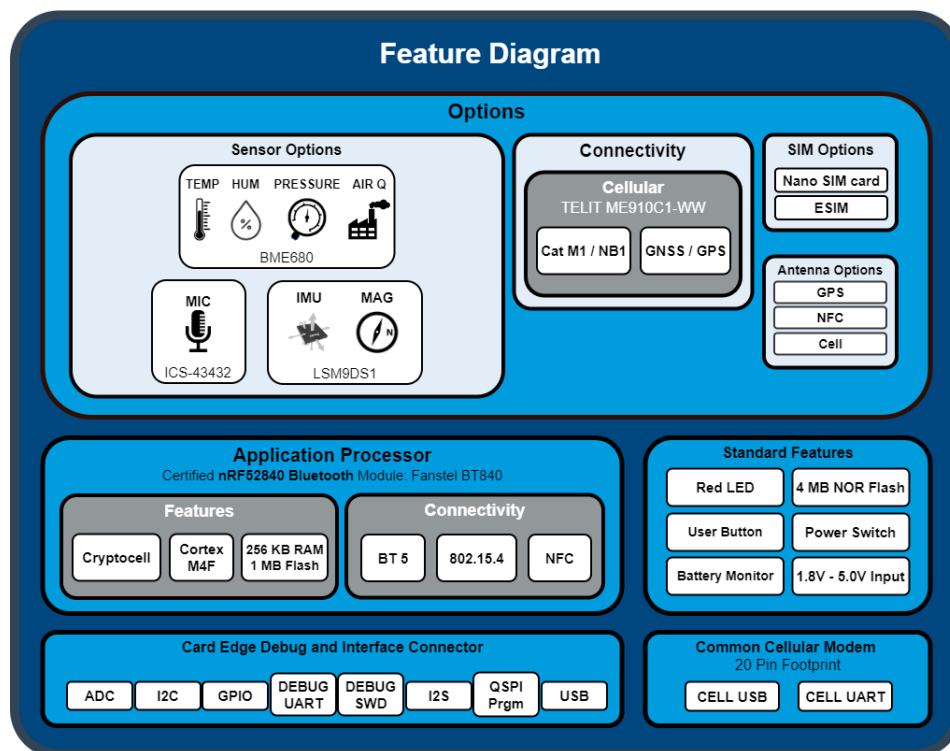 Feature Diagram
Options
Sensor Options
TEMP HUM PRESSURE AIR Q
%
BME680
MIC
ICS-43432
IMU MAG
N
LSM9DS1
Connectivity
Cellular
TELIT ME910C1-WW
Cat M1 / NB1
GNSS / GPS
SIM Options
Nano SIM card
ESIM
Antenna Options
GPS
NFC
Cell
Application Processor
Certified nRF52840 Bluetooth Module: Fanstel BT840
Features
Cryptocell
Cortex
M4F
256 KB RAM
1 MB Flash
Connectivity
BT 5
802.15.4
NFC
Standard Features
Red LED
4 MB NOR Flash
User Button
Power Switch
Battery Monitor
1.8V - 5.0V Input
Card Edge Debug and Interface Connector
ADC
I2C
GPIO
DEBUG
UART
DEBUG
SWD
I2S
QSPI
Prgm
USB
Common Cellular Modem
20 Pin Footprint
CELL USB
CELL UART